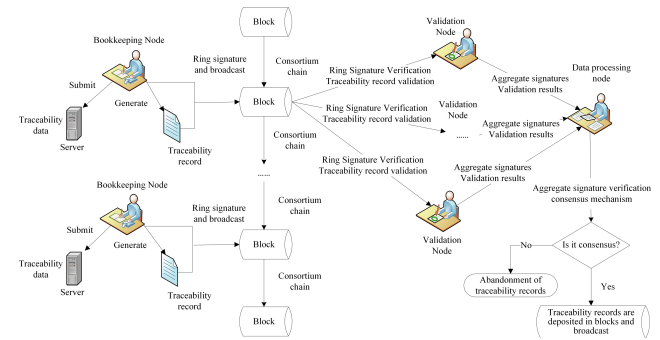 Block
Bookkeeping Node
Submit
Generate
Traceability
data
Server
Traceability
record
Ring signature
and broadcast
Consortium
chain
Block
Consortium
chain
......
Consortium
chain
Bookkeeping Node
Submit
Generate
Traceability
data
Server
Traceability
record
Ring signature
and broadcast
Block
Consortium
chain
Block
Validation
Node
Ring Signature Verification
Traceability record validation
Ring Signature Verification
Traceability record validation
Validation
Node
......
Ring Signature Verification
Traceability record validation
Validation
Node
Aggregate signatures
Validation results
Aggregate signatures
Validation results
Aggregate signatures
Validation results
Data processing
node
Aggregate signature verification
consensus mechanism
Is it consensus?
No
Abandonment of
traceability records
Yes
Traceability records are
deposited in blocks and
broadcast